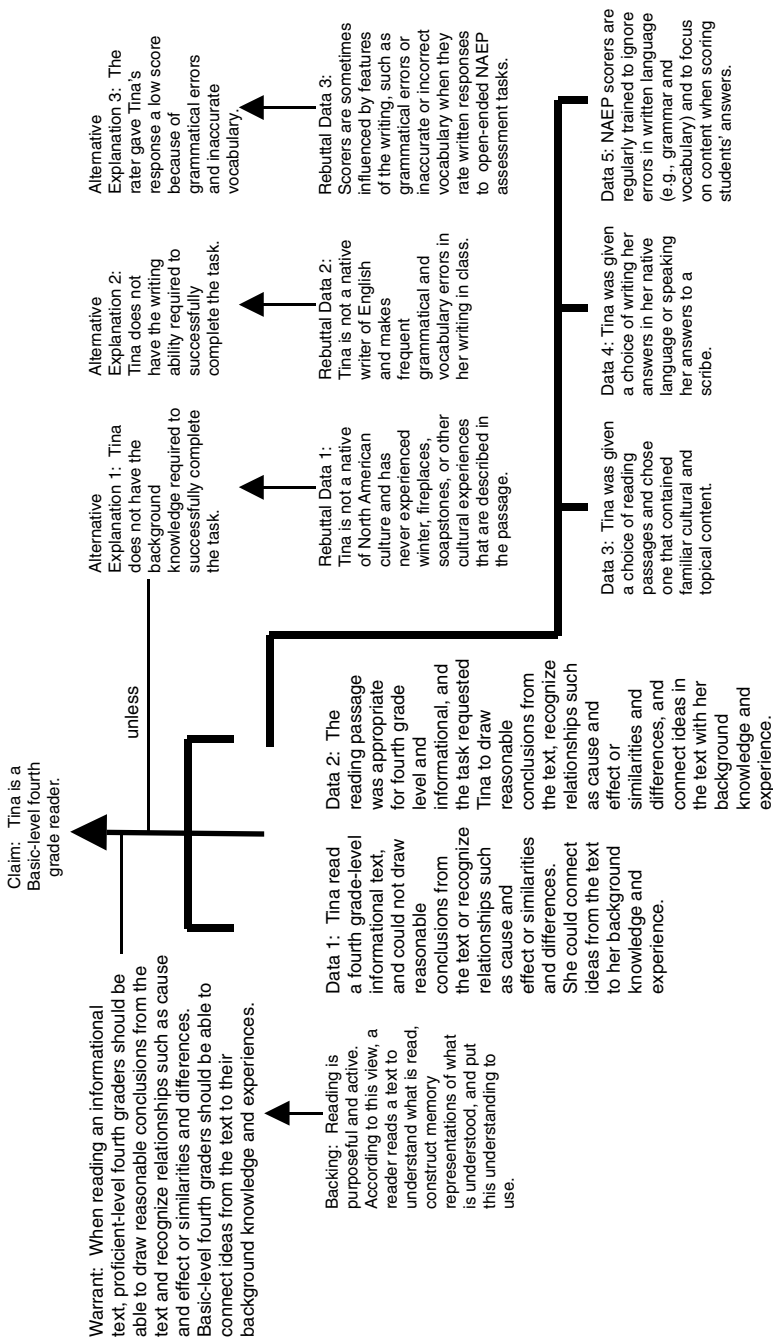 Claim:  Tina is a
Basic-level fourth
grade reader.
unless
Warrant:  When reading an informational
text, proficient-level fourth graders should be
able to draw reasonable conclusions from the
text and recognize relationships such as cause
and effect or similarities and differences.
Basic-level fourth graders should be able to
connect ideas from the text to their
background knowledge and experiences.
Alternative
Explanation 1:  Tina
does not have the
background
knowledge required to
successfully complete
the task.
Alternative
Explanation 2:
Tina does not
have the writing
ability required to
successfully
complete the task.
Alternative
Explanation 3:  The
rater gave Tina's
response a low score
because of
grammatical errors
and inaccurate
vocabulary.
Backing:  Reading is
purposeful and active.
According to this view, a
reader reads a text to
understand what is read,
construct memory
representations of what
is understood, and put
this understanding to
use.
Data 1:  Tina read
a fourth grade-level
informational text,
and could not draw
reasonable
conclusions from
the text or recognize
relationships such
as cause and
effect or similarities
and differences.
She could connect
ideas from the text
to her background
knowledge and
experience.
Data 2:  The
reading passage
was appropriate
for fourth grade
level and
informational, and
the task requested
Tina to draw
reasonable
conclusions from
the text, recognize
relationships such
as cause and
effect or
similarities and
differences, and
connect ideas in
the text with her
background
knowledge and
experience.
Rebuttal Data 1:
Tina is not a native
of North American
culture and has
never experienced
winter, fireplaces,
soapstones, or other
cultural experiences
that are described in
the passage.
Rebuttal Data 2:
Tina is not a native
writer of English
and makes
frequent
grammatical and
vocabulary errors in
her writing in class.
Rebuttal Data 3:
Scorers are sometimes
influenced by features
of the writing, such as
grammatical errors or
inaccurate or incorrect
vocabulary when they
rate written responses
to open-ended NAEP
assessment tasks.
Data 3:  Tina was given
a choice of reading
passages and chose
one that contained
familiar cultural and
topical content.
Data 4: Tina was given
a choice of writing her
answers in her native
language or speaking
her answers to a
scribe.
Data 5: NAEP scorers are
regularly trained to ignore
errors in written language
(e.g., grammar and
vocabulary) and to focus
on content when scoring
students' answers.